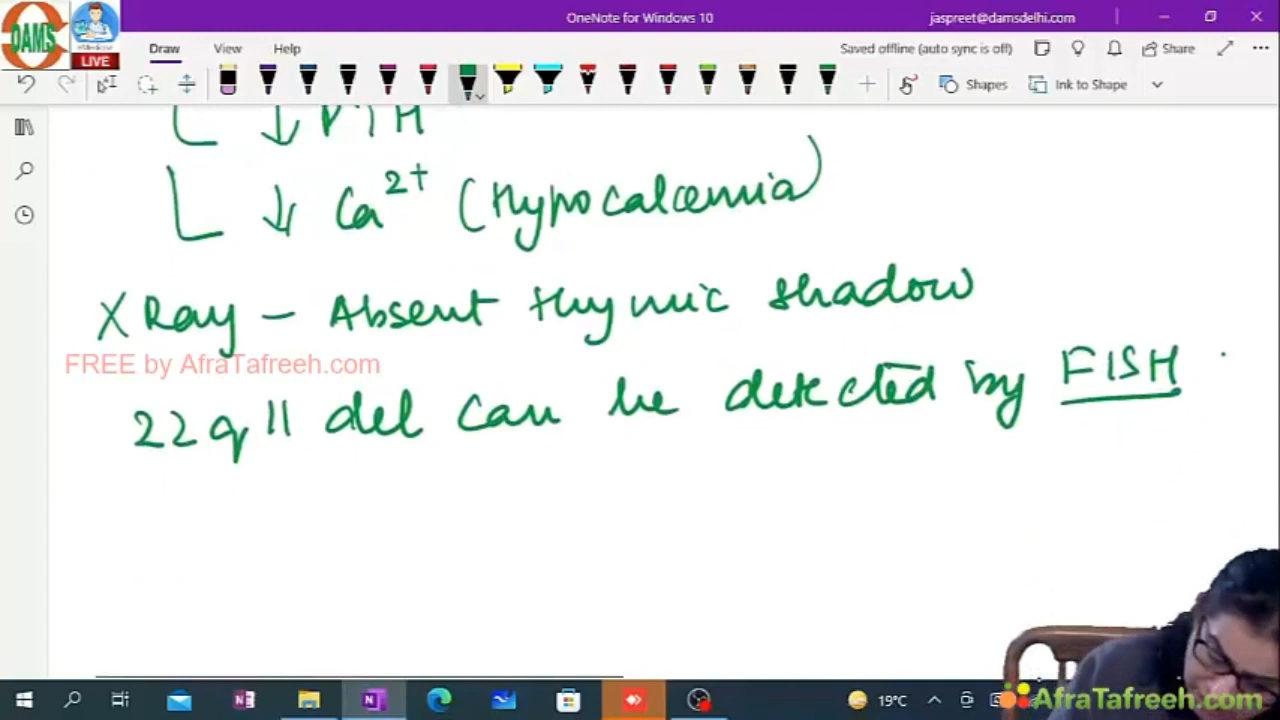 DAMS
eMedicoz
LIVE
OneNote for Windows 10
jaspreet@damsdelhi.com
Draw View Help
Saved offline (auto sync is off)
Share
Shapes
Ink to Shape
↓ PTH
↓ Ca2+ (Hypocalcemia)
X Ray - Absent thymic shadow
FREE by AfraTafreeh.com
22q11 del can be detected by FISH
19°C
AfraTafreeh.com